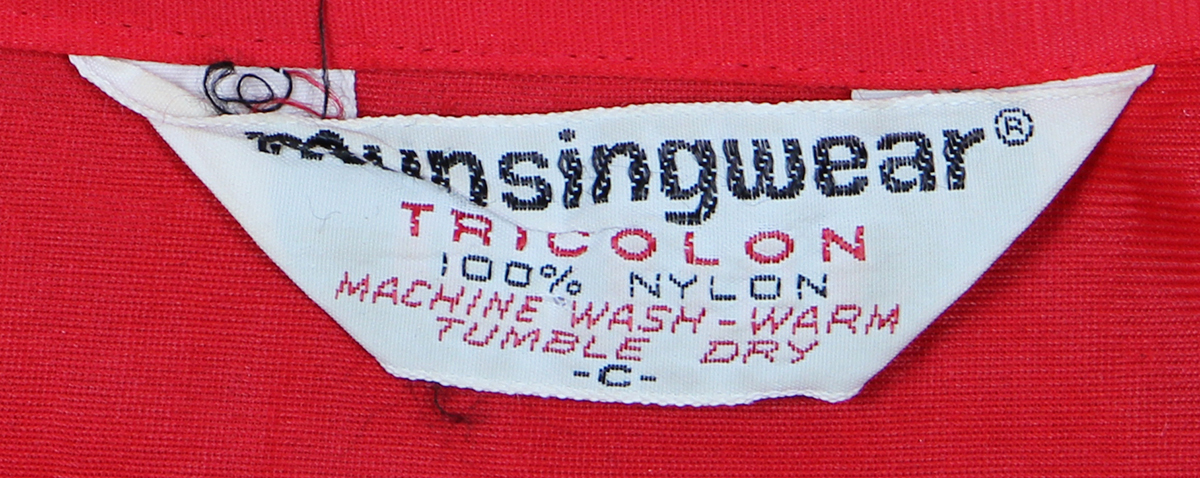 munsingwear®
TRICOLON
100% NYLON
MACHINE WASH-WARM
TUMBLE DRY
-C-